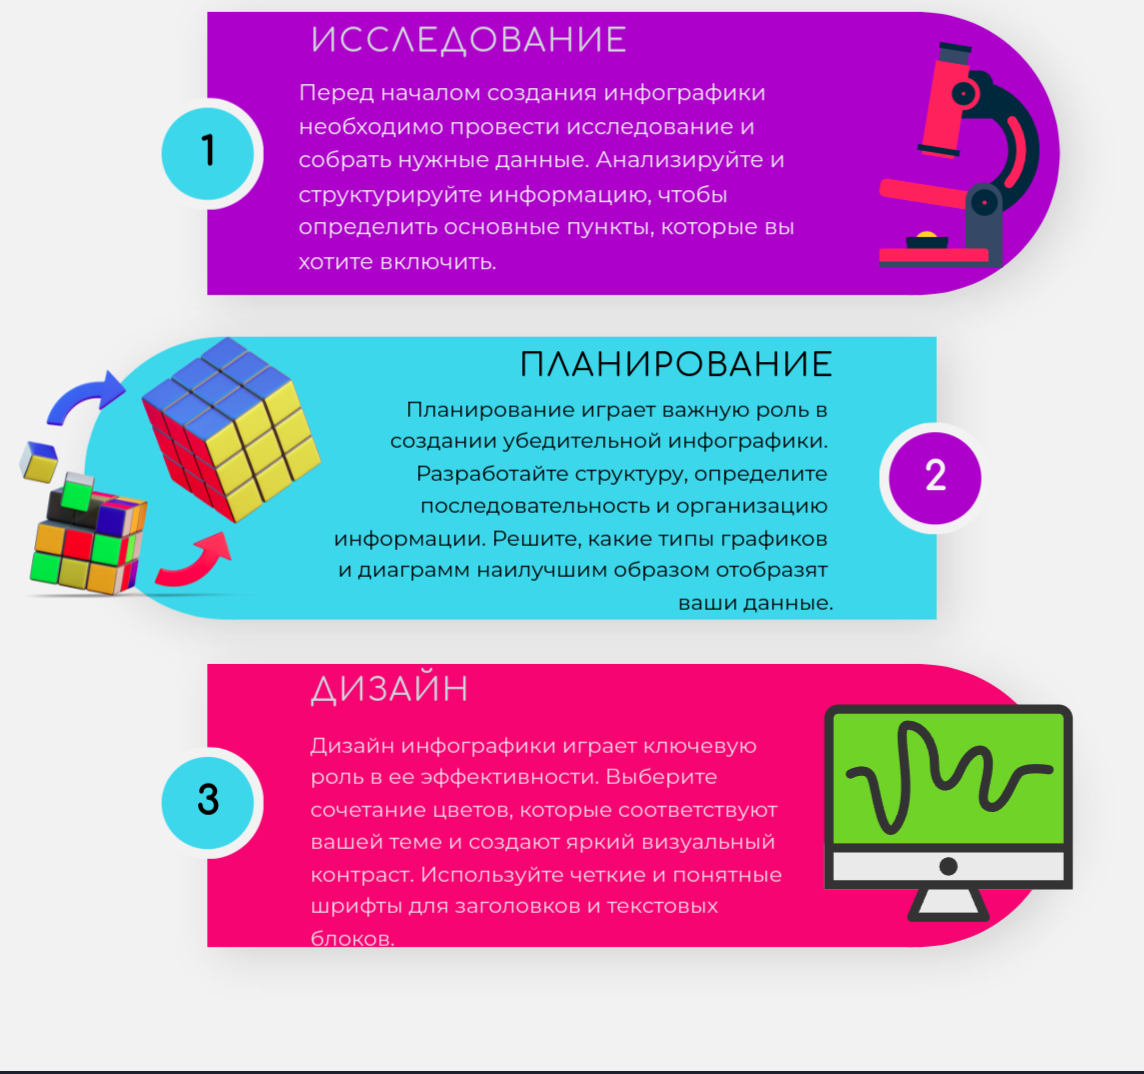 ИССЛЕДОВАНИЕ
Перед началом создания инфографики
необходимо провести исследование и
собрать нужные данные. Анализируйте и
структурируйте информацию, чтобы
определить основные пункты, которые вы
хотите включить.
1
ПЛАНИРОВАНИЕ
Планирование играет важную роль в
создании убедительной инфографики.
Разработайте структуру, определите
последовательность и организацию
информации. Решите, какие типы графиков
и диаграмм наилучшим образом отобразят
ваши данные.
2
ДИЗАЙН
Дизайн инфографики играет ключевую
роль в ее эффективности. Выберите
сочетание цветов, которые соответствуют
вашей теме и создают яркий визуальный
контраст. Используйте четкие и понятные
шрифты для заголовков и текстовых
блоков.
3